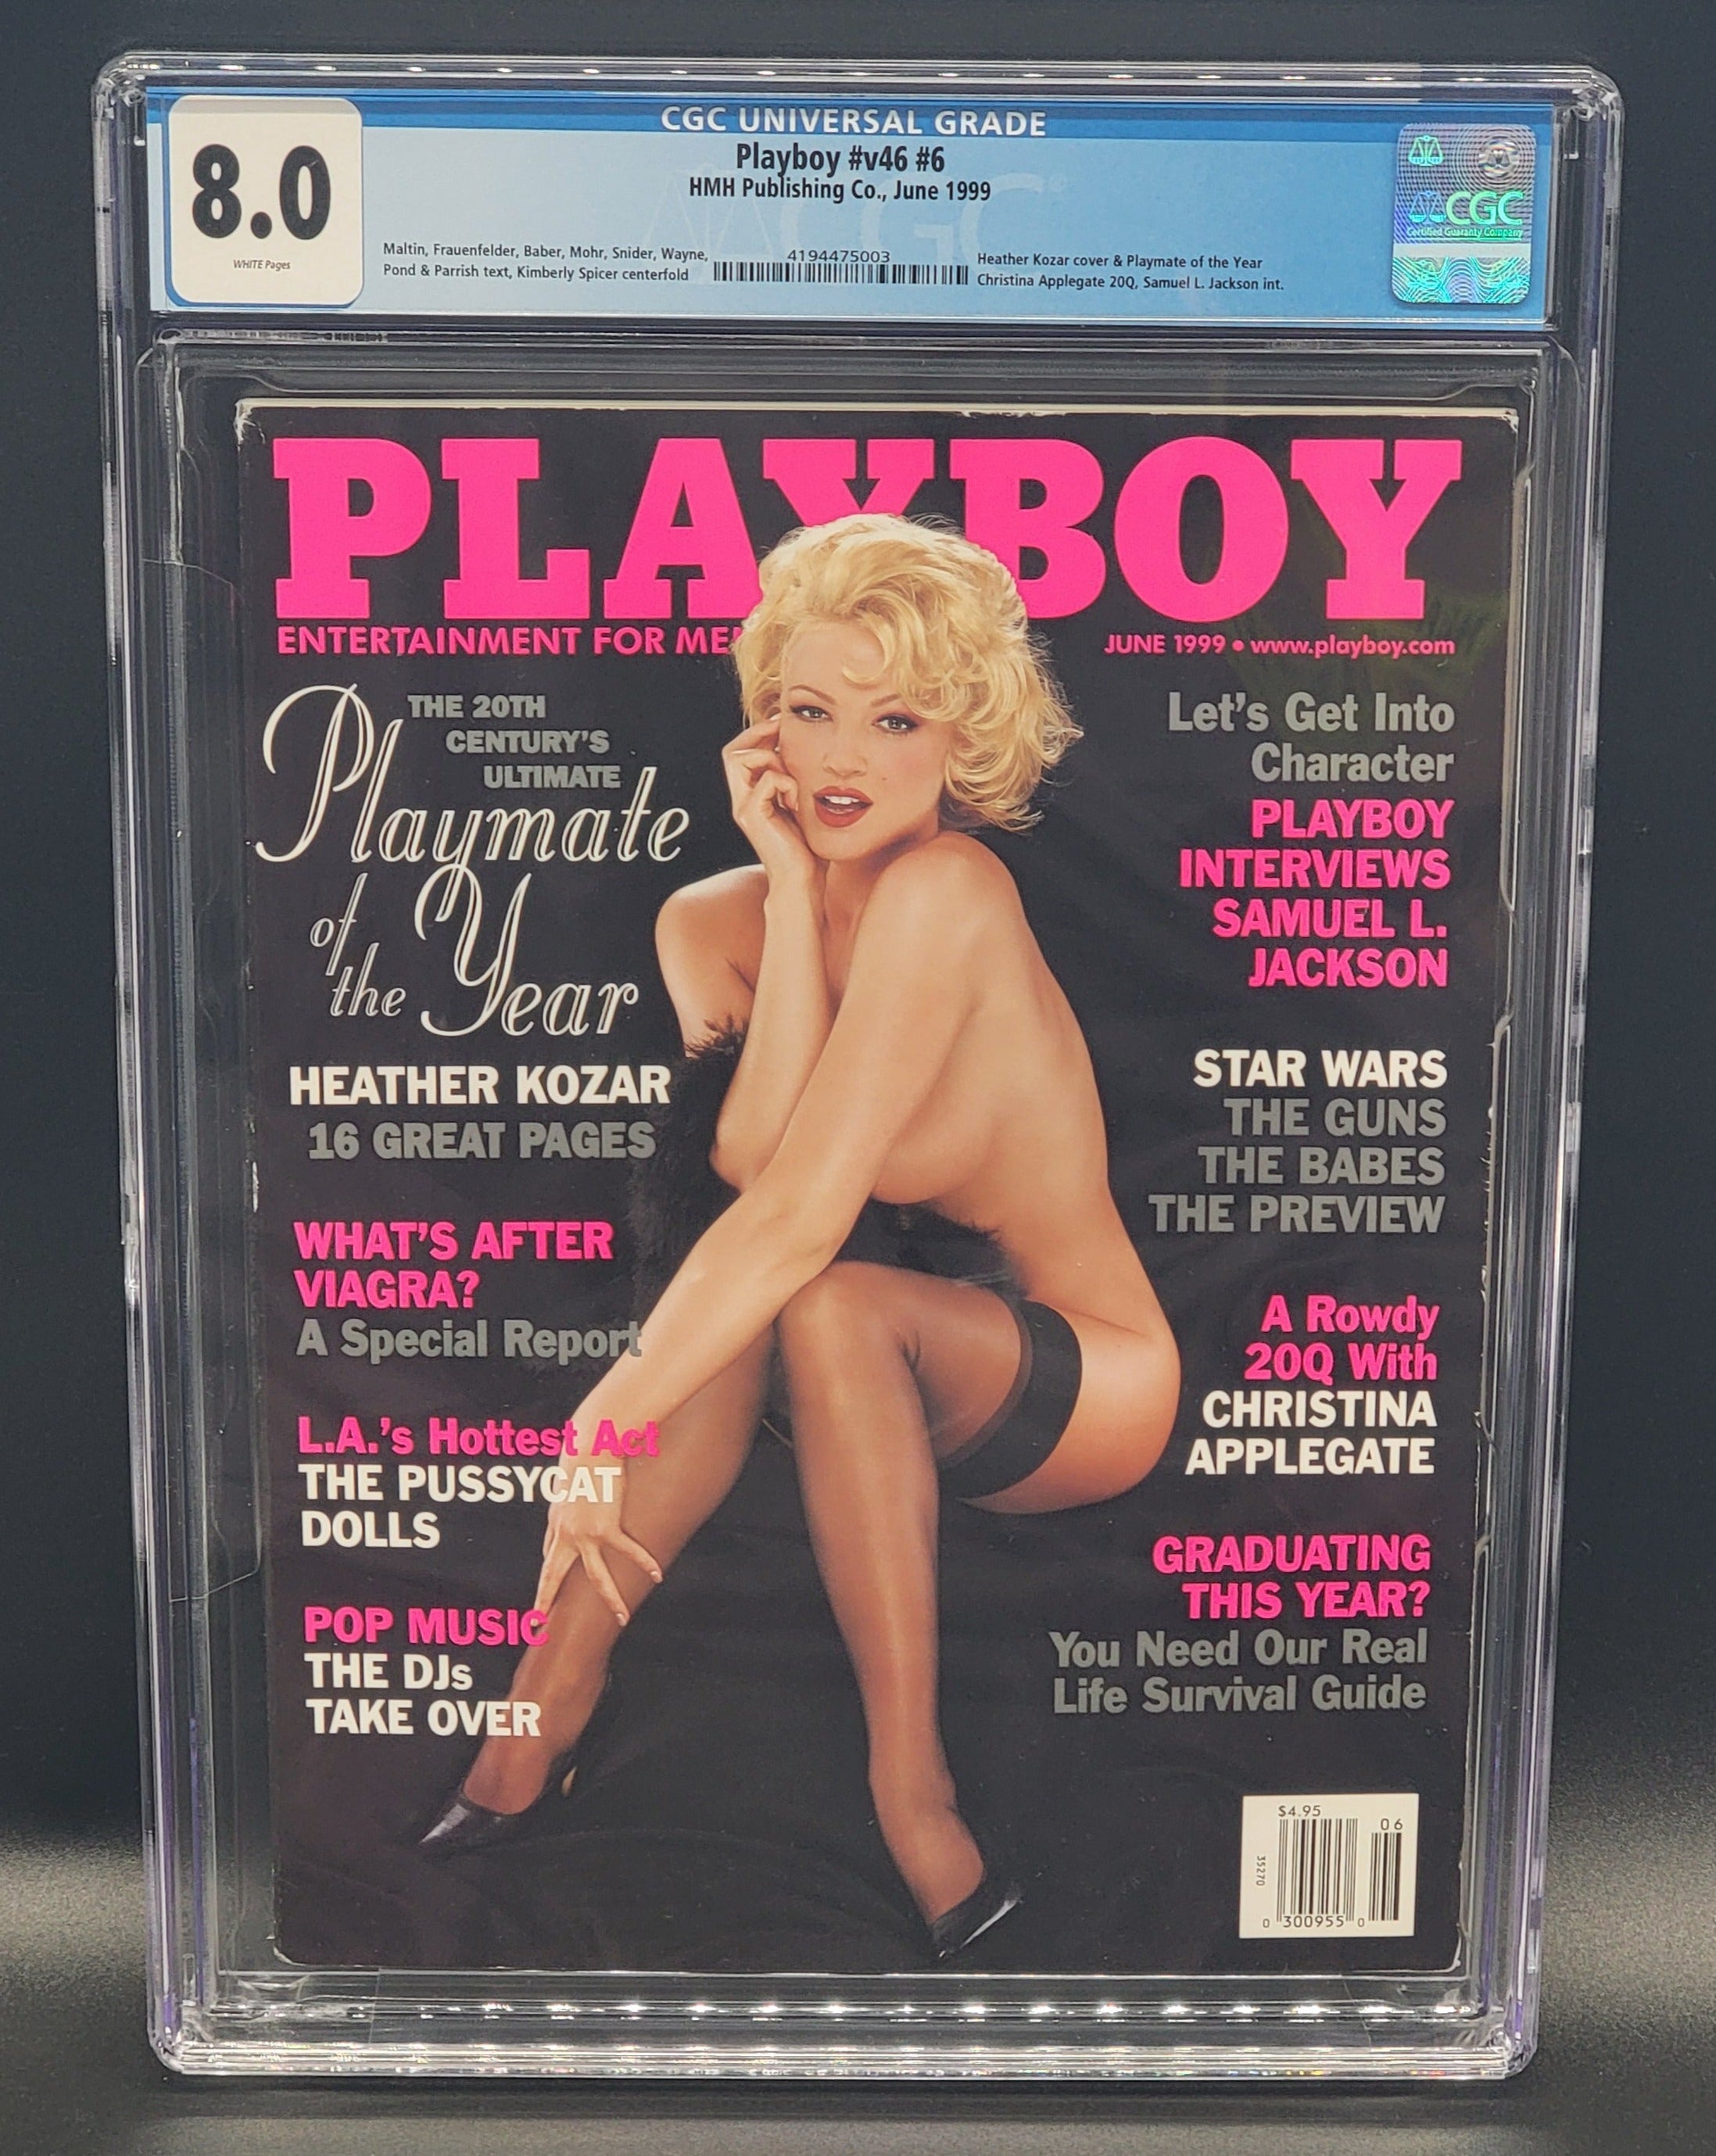 CGC UNIVERSAL GRADE
8.0
WHITE Pages
Playboy #v46 #6
HMH Publishing Co., June 1999
Maltin, Frauenfelder, Baber, Mohr, Snider, Wayne,
Pond & Parrish text, Kimberly Spicer centerfold
4194475003
Heather Kozar cover & Playmate of the Year
Christina Applegate 20Q, Samuel L. Jackson int.
CGC
Certified Guaranty Company
PLAYBOY
ENTERTAINMENT FOR MEN
JUNE 1999 • www.playboy.com
THE 20TH
CENTURY'S
ULTIMATE
Playmate
of
the Year
HEATHER KOZAR
16 GREAT PAGES
WHAT'S AFTER
VIAGRA?
A Special Report
L.A.'s Hottest Act
THE PUSSYCAT
DOLLS
POP MUSIC
THE DJs
TAKE OVER
Let's Get Into
Character
PLAYBOY
INTERVIEWS
SAMUEL L.
JACKSON
STAR WARS
THE GUNS
THE BABES
THE PREVIEW
A Rowdy
20Q With
CHRISTINA
APPLEGATE
GRADUATING
THIS YEAR?
You Need Our Real
Life Survival Guide
$4.95
06
35270
0 300955 0